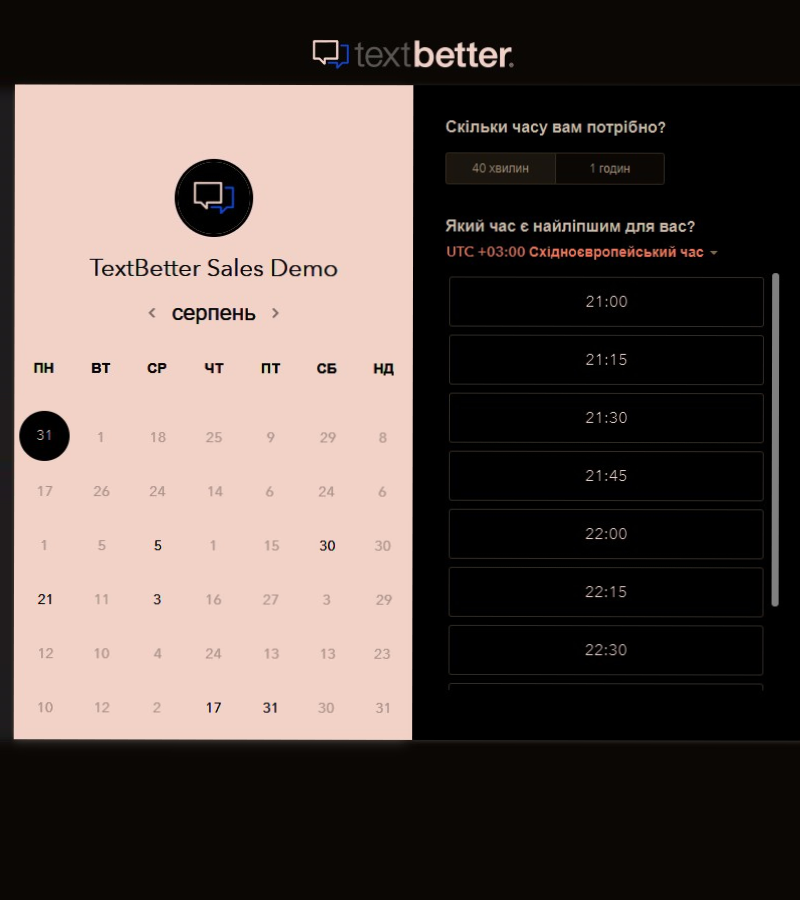 textbetter.
TextBetter Sales Demo
серпень
ПН ВТ СР ЧТ ПТ СБ НД
31 1 18 25 9 29 8
17 26 24 14 6 24 6
1 5 5 1 15 30 30
21 11 3 16 27 3 29
12 10 4 24 13 13 23
10 12 2 17 31 30 31
Скільки часу вам потрібно?
40 хвилин 1 годин
Який час є найліпшим для вас?
UTC +03:00 Східноєвропейський час
21:00
21:15
21:30
21:45
22:00
22:15
22:30